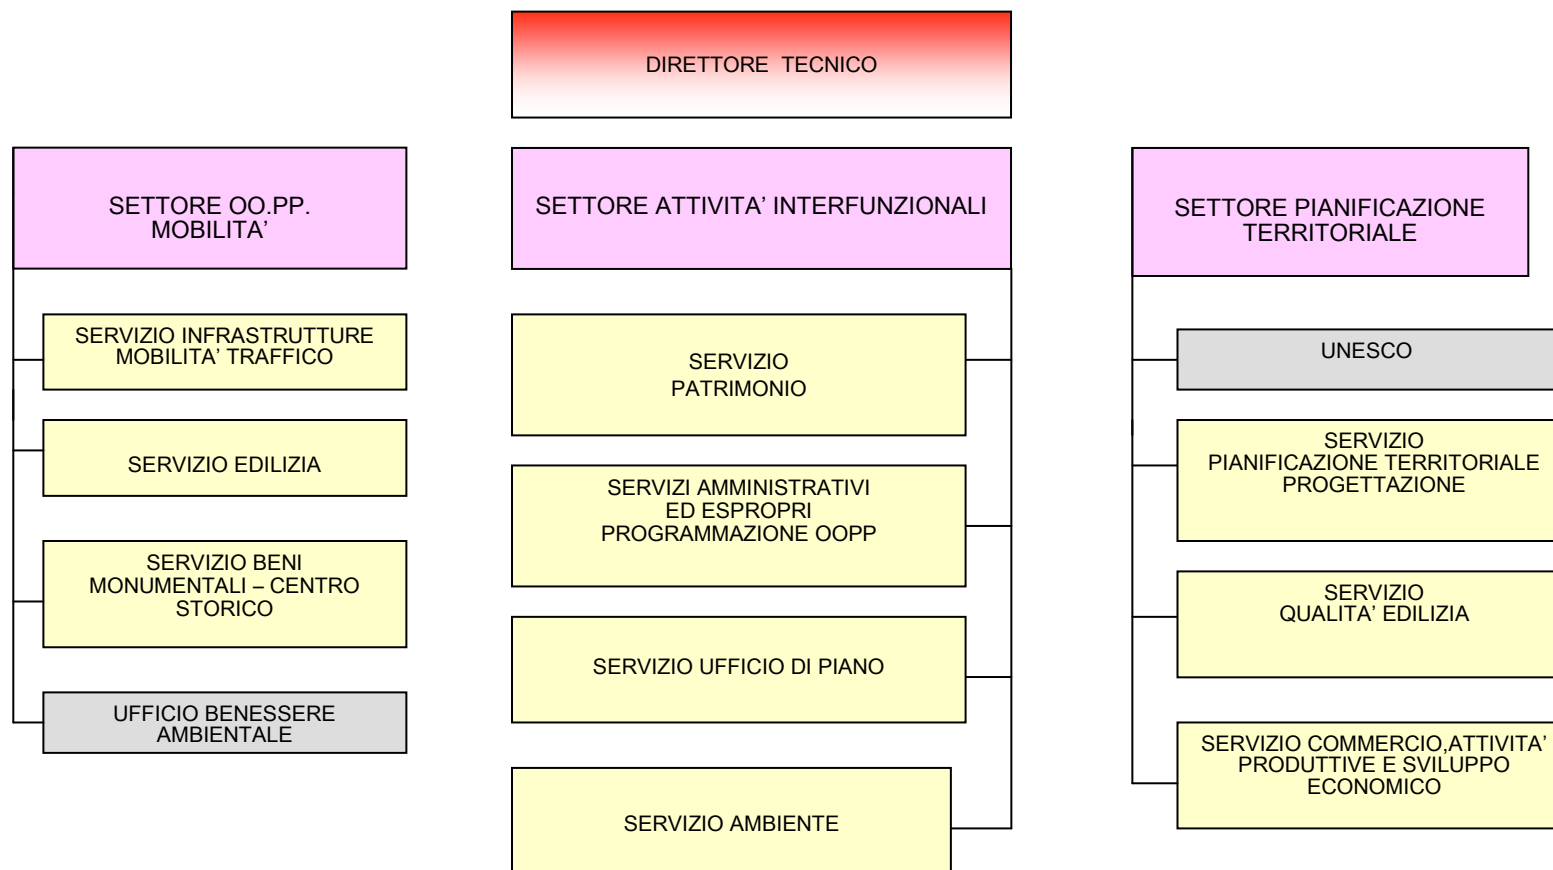 DIRETTORE  TECNICO
SETTORE OO.PP.
MOBILITA’
SERVIZIO INFRASTRUTTURE
MOBILITA’ TRAFFICO
SERVIZIO EDILIZIA
SERVIZIO BENI
MONUMENTALI – CENTRO
STORICO
UFFICIO BENESSERE
AMBIENTALE
SETTORE ATTIVITA’ INTERFUNZIONALI
SERVIZIO
PATRIMONIO
SERVIZI AMMINISTRATIVI
ED ESPROPRI
PROGRAMMAZIONE OOPP
SERVIZIO UFFICIO DI PIANO
SERVIZIO AMBIENTE
SETTORE PIANIFICAZIONE
TERRITORIALE
UNESCO
SERVIZIO
PIANIFICAZIONE TERRITORIALE
PROGETTAZIONE
SERVIZIO
QUALITA’ EDILIZIA
SERVIZIO COMMERCIO,ATTIVITA’
PRODUTTIVE E SVILUPPO
ECONOMICO